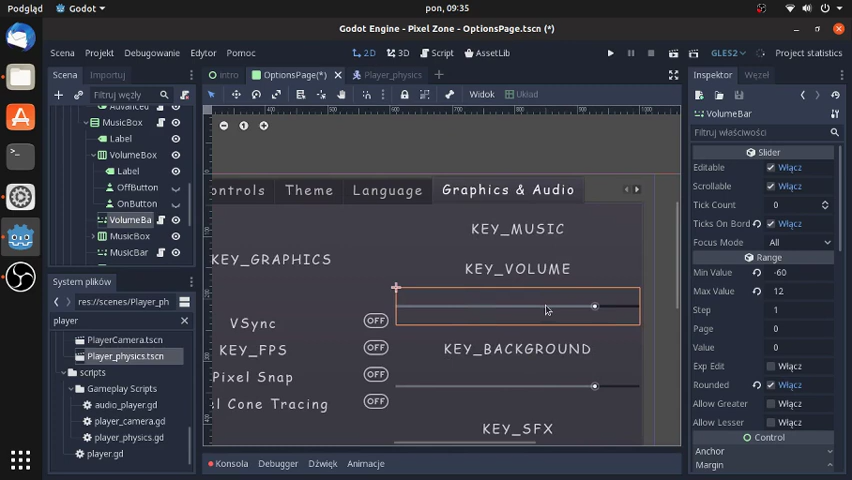 Podgląd
Godot
pon, 09:35
Godot Engine - Pixel Zone - OptionsPage.tscn (*)
Scena Projekt Debugowanie Edytor Pomoc
2D 3D Script AssetLib
GLES2 Project statistics
Scena Importuj
Intro OptionsPage(*) Player_physics
Inspektor Węzeł
Filtruj węzły
Widok Układ
VolumeBar
Filtruj właściwości
Advanced
MusicBox
Label
VolumeBox
Label
OffButton
OnButton
VolumeBa
MusicBox
MusicBar
400 700 800 900 1000
ontrols Theme Language Graphics & Audio
KEY_MUSIC
KEY_GRAPHICS
KEY_VOLUME
VSync OFF
KEY_FPS OFF
KEY_BACKGROUND
Pixel Snap OFF
l Cone Tracing OFF
KEY_SFX
Slider
Editable Włącz
Scrollable Włącz
Tick Count 0
Ticks On Bord Włącz
Focus Mode All
Range
Min Value -60
Max Value 12
Step 1
Page 0
Value 0
Exp Edit Włącz
Rounded Włącz
Allow Greater Włącz
Allow Lesser Włącz
Control
Anchor
Margin
System plików
res://scenes/Player_ph
player
PlayerCamera.tscn
Player_physics.tscn
scripts
Gameplay Scripts
audio_player.gd
player_camera.gd
player_physics.gd
player.gd
Konsola Debugger Dźwięk Animacje